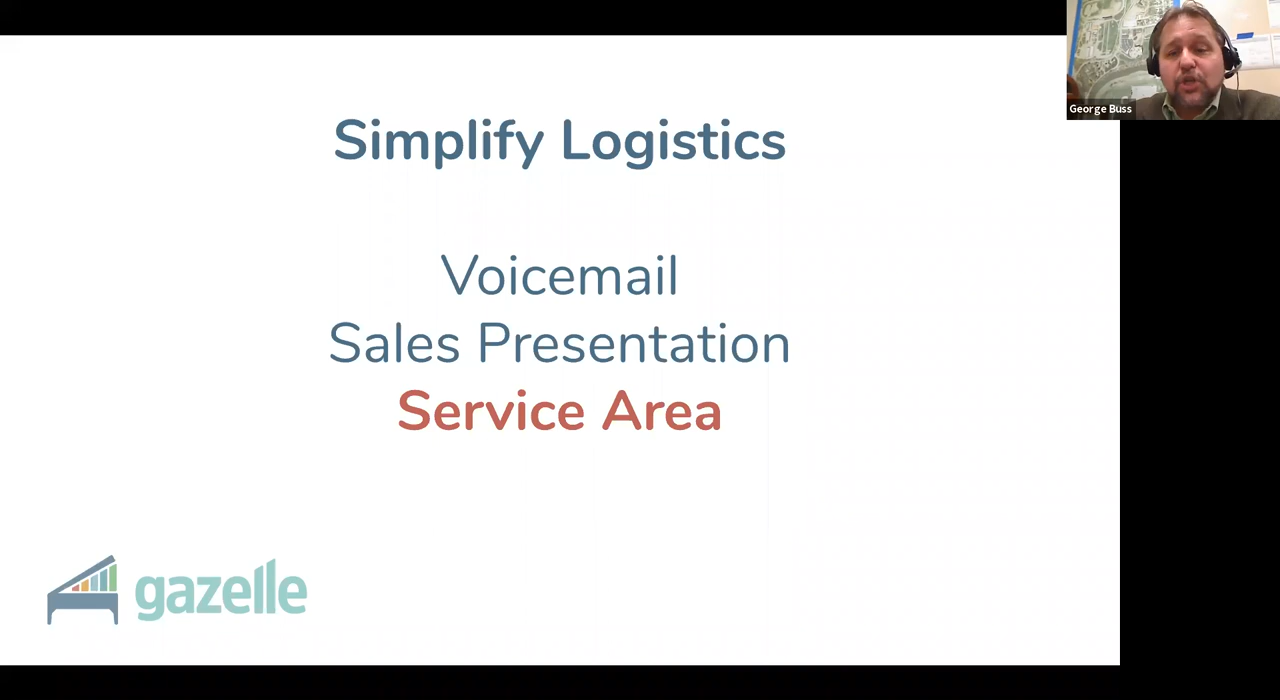 Simplify Logistics
Voicemail
Sales Presentation
Service Area
gazelle
George Buss